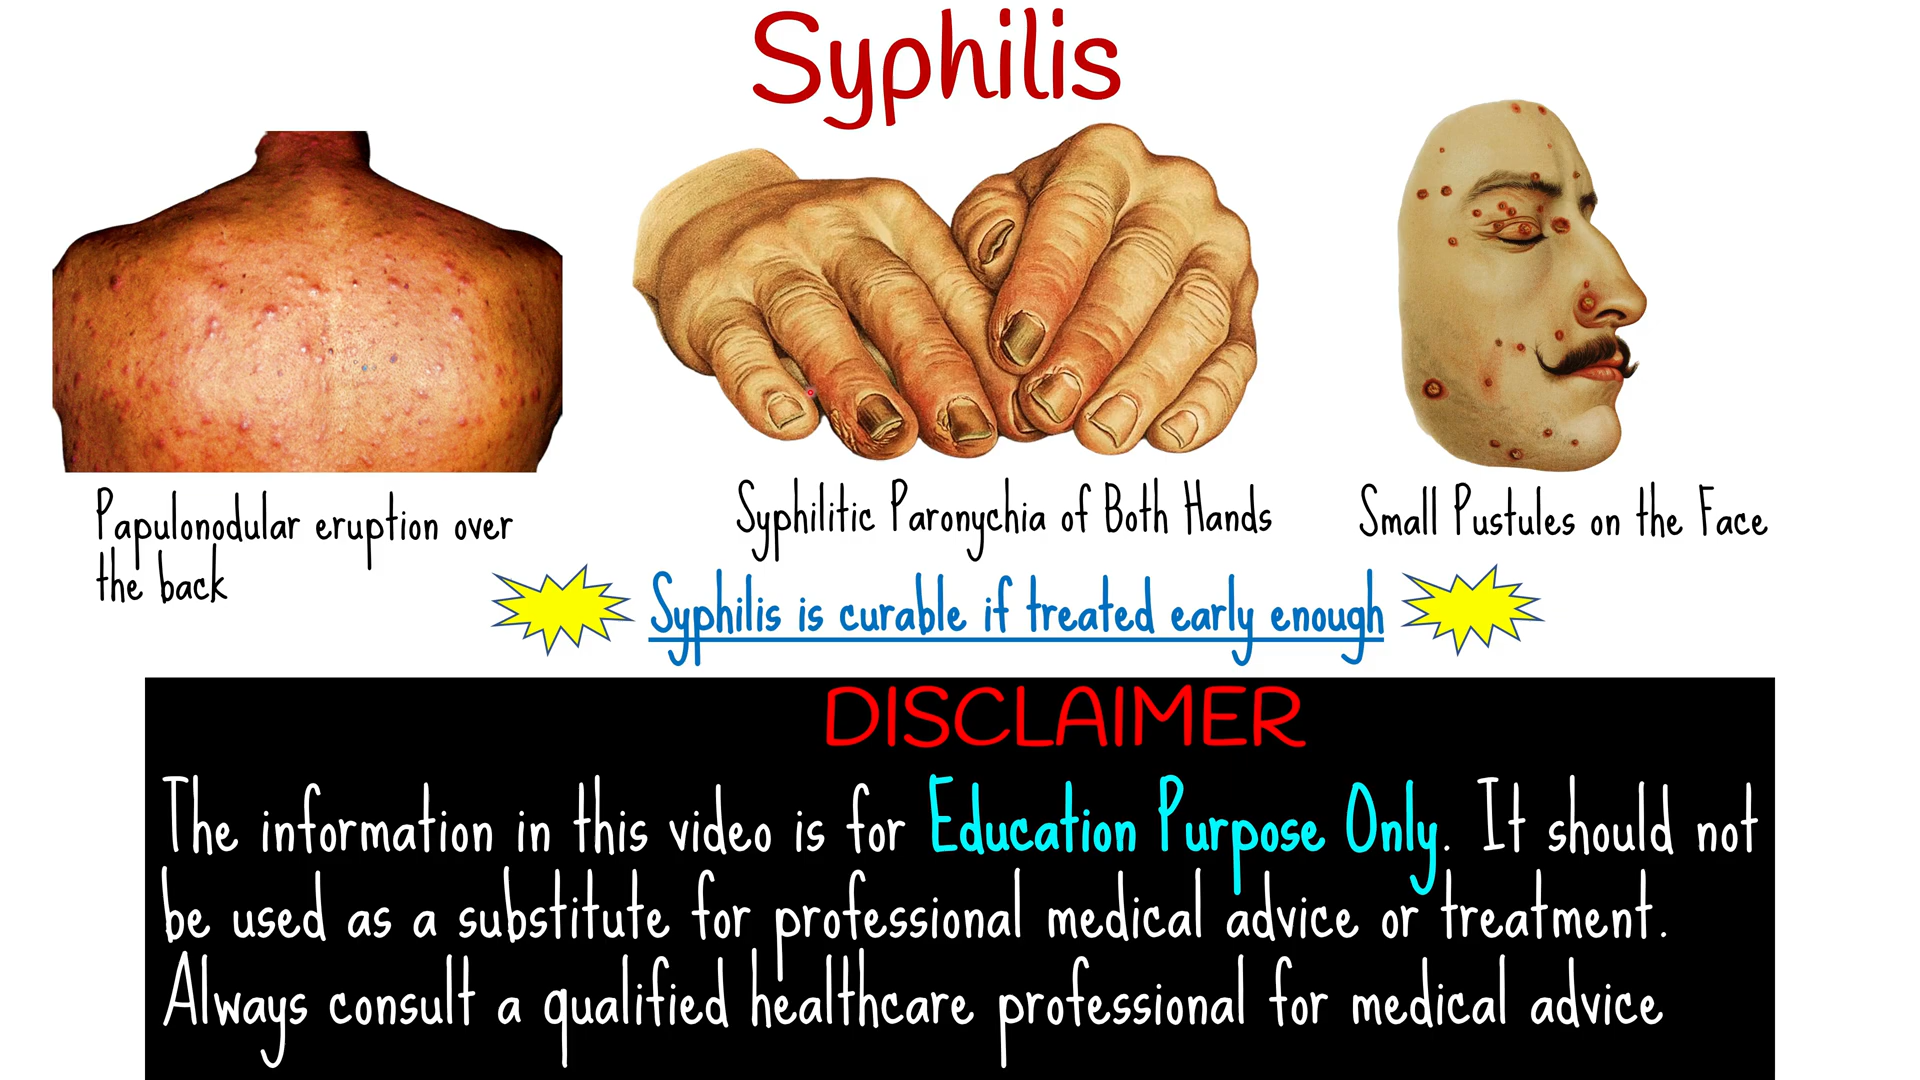 Syphilis
Papulonodular eruption over
the back
Syphilitic Paronychia of Both Hands
Small Pustules on the Face
Syphilis is curable if treated early enough
DISCLAIMER
The information in this video is for Education Purpose Only. It should not
be used as a substitute for professional medical advice or treatment.
Always consult a qualified healthcare professional for medical advice